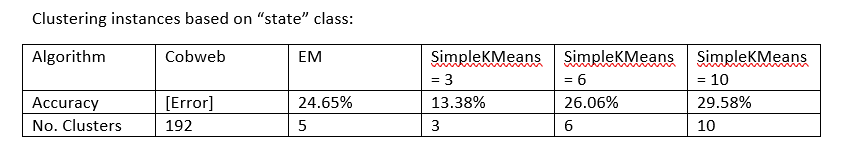 Clustering instances based on “state” class:
Algorithm Cobweb EM SimpleKMeans = 3 SimpleKMeans = 6 SimpleKMeans = 10
Accuracy [Error] 24.65% 13.38% 26.06% 29.58%
No. Clusters 192 5 3 6 10